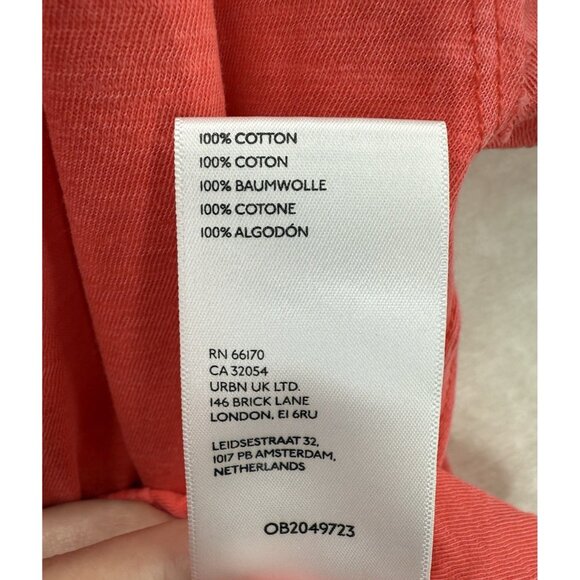 100% COTTON
100% COTON
100% BAUMWOLLE
100% COTONE
100% ALGODÓN
RN 66170
CA 32054
URBN UK LTD.
146 BRICK LANE
LONDON, E1 6RU
LEIDSESTRAAT 32,
1017 PB AMSTERDAM,
NETHERLANDS
OB2049723